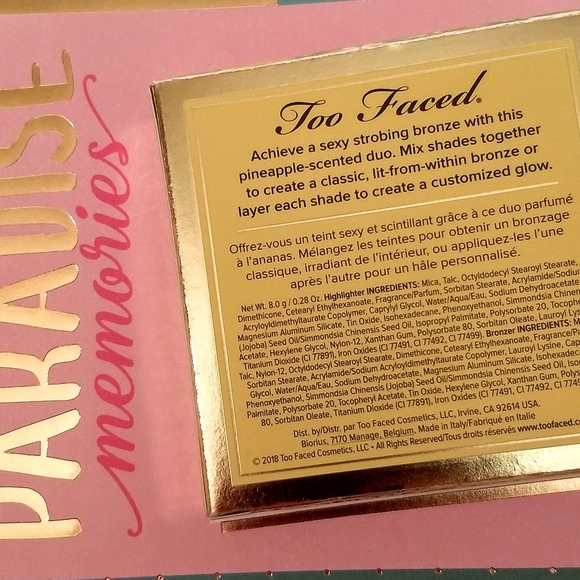 PARADISE
memories
Too Faced®
Achieve a sexy strobing bronze with this
pineapple-scented duo. Mix shades together
to create a classic, lit-from-within bronze or
layer each shade to create a customized glow.
Offrez-vous un teint sexy et scintillant grâce à ce duo parfumé
à l'ananas. Mélangez les teintes pour obtenir un bronzage
classique, irradiant de l'intérieur, ou appliquez-les l'une
après l'autre pour un hâle personnalisé.
Net Wt. 8.0 g / 0.28 Oz. Highlighter INGREDIENTS: Mica, Talc, Octyldodecyl Stearoyl Stearate,
Dimethicone, Cetearyl Ethylhexanoate, Fragrance/Parfum, Sorbitan Stearate, Acrylamide/Sodium
Acryloyldimethyltaurate Copolymer, Caprylyl Glycol, Water/Aqua/Eau, Sodium Dehydroacetate,
Magnesium Aluminum Silicate, Tin Oxide, Isohexadecane, Phenoxyethanol, Simmondsia Chinensis
(Jojoba) Seed Oil/Simmondsia Chinensis Seed Oil, Isopropyl Palmitate, Polysorbate 20, Tocopheryl
Acetate, Hexylene Glycol, Nylon-12, Xanthan Gum, Polysorbate 80, Sorbitan Oleate, Lauroyl Lysine,
Titanium Dioxide (CI 77891), Iron Oxides (CI 77491, CI 77492, CI 77499). Bronzer INGREDIENTS:
Talc, Nylon-12, Octyldodecyl Stearoyl Stearate, Dimethicone, Cetearyl Ethylhexanoate,
Sorbitan Stearate, Acrylamide/Sodium Acryloyldimethyltaurate Copolymer, Lauroyl Lysine,
Glycol, Water/Aqua/Eau, Sodium Dehydroacetate, Magnesium Aluminum Silicate,
Phenoxyethanol, Simmondsia Chinensis (Jojoba) Seed Oil/Simmondsia Chinensis Seed Oil,
Palmitate, Polysorbate 20, Tocopheryl Acetate, Tin Oxide, Hexylene Glycol, Xanthan Gum,
80, Sorbitan Oleate, Titanium Dioxide (CI 77891), Iron Oxides (CI 77491, CI 77492,
Dist. by/Distr. par Too Faced Cosmetics, LLC, Irvine, CA 92614 USA.
Biorius, 7170 Manage, Belgium. Made in Italy/Fabriqué en Italie
© 2018 Too Faced Cosmetics, LLC • All Rights Reserved/Tous droits réservés www.toofaced.c